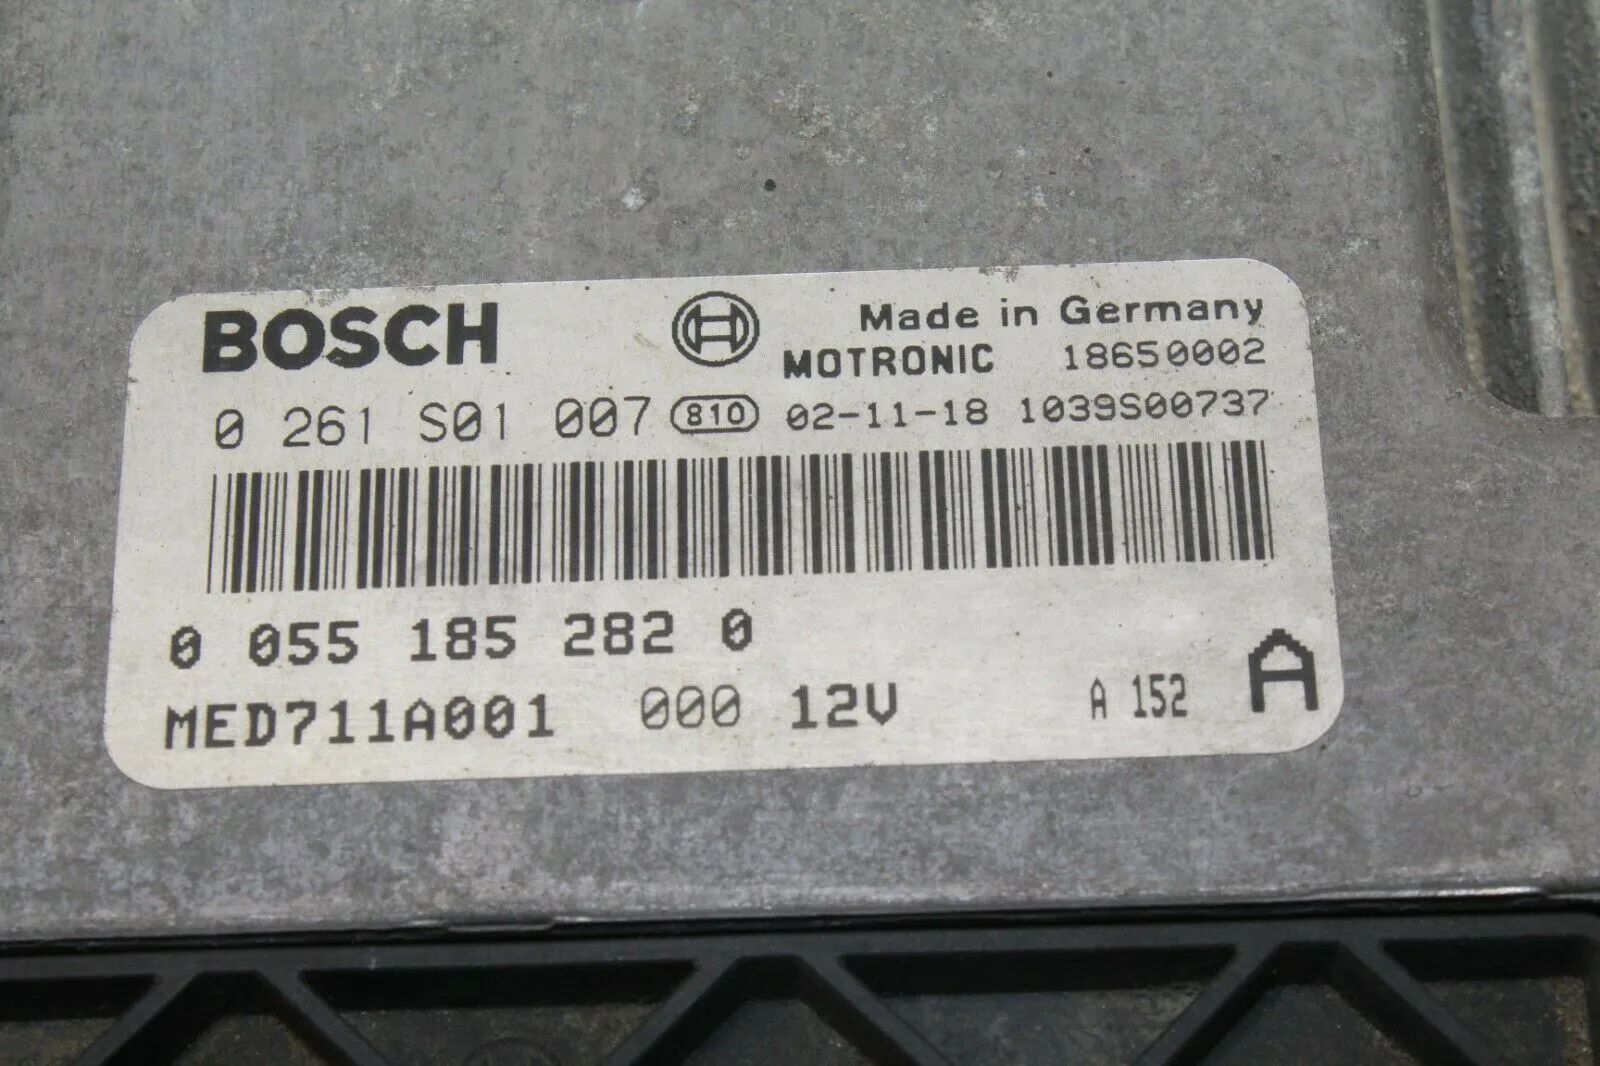 BOSCH Made in Germany
MOTRONIC 18650002
0 261 S01 007 810 02-11-18 1039S00737
0 055 185 282 0
MED711A001 000 12V A 152 A